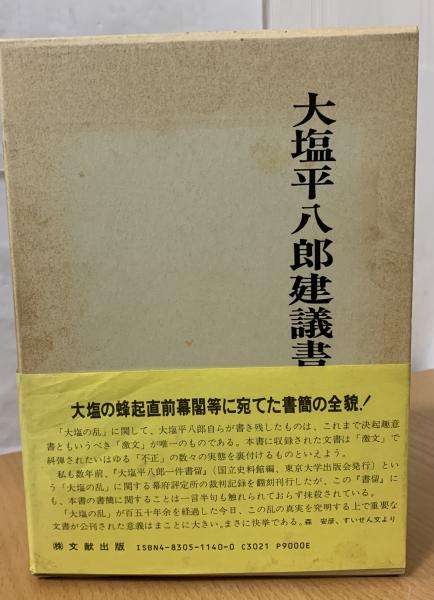 大塩平八郎建議書
大塩の蜂起直前幕閣等に宛てた書簡の全貌!
「大塩の乱」に関して、大塩平八郎自らが書き残したものは、これまで決起趣意
書ともいうべき「激文」が唯一のものである。本書に収録された文書は「激文」で
糾弾されたいはゆる「不正」の数々の実態を裏付けるものといえよう。
私も数年前、『大塩平八郎一件書留』(国立史料館編、東京大学出版会発行)とい
う「大塩の乱」に関する幕府評定所の裁判記録を翻刻刊行したが、この『書留』に
も、本書の書簡に関することは一言半句も触れられておらず抹殺されている。
「大塩の乱」が百五十年余を経過した今日、この乱の真実を究明する上で重要な
文書が公刊された意義はまことに大きい。まさに快挙である。森 安彦、すいせん文より
㈱ 文献出版 ISBN4-8305-1140-0 C3021 P9000E